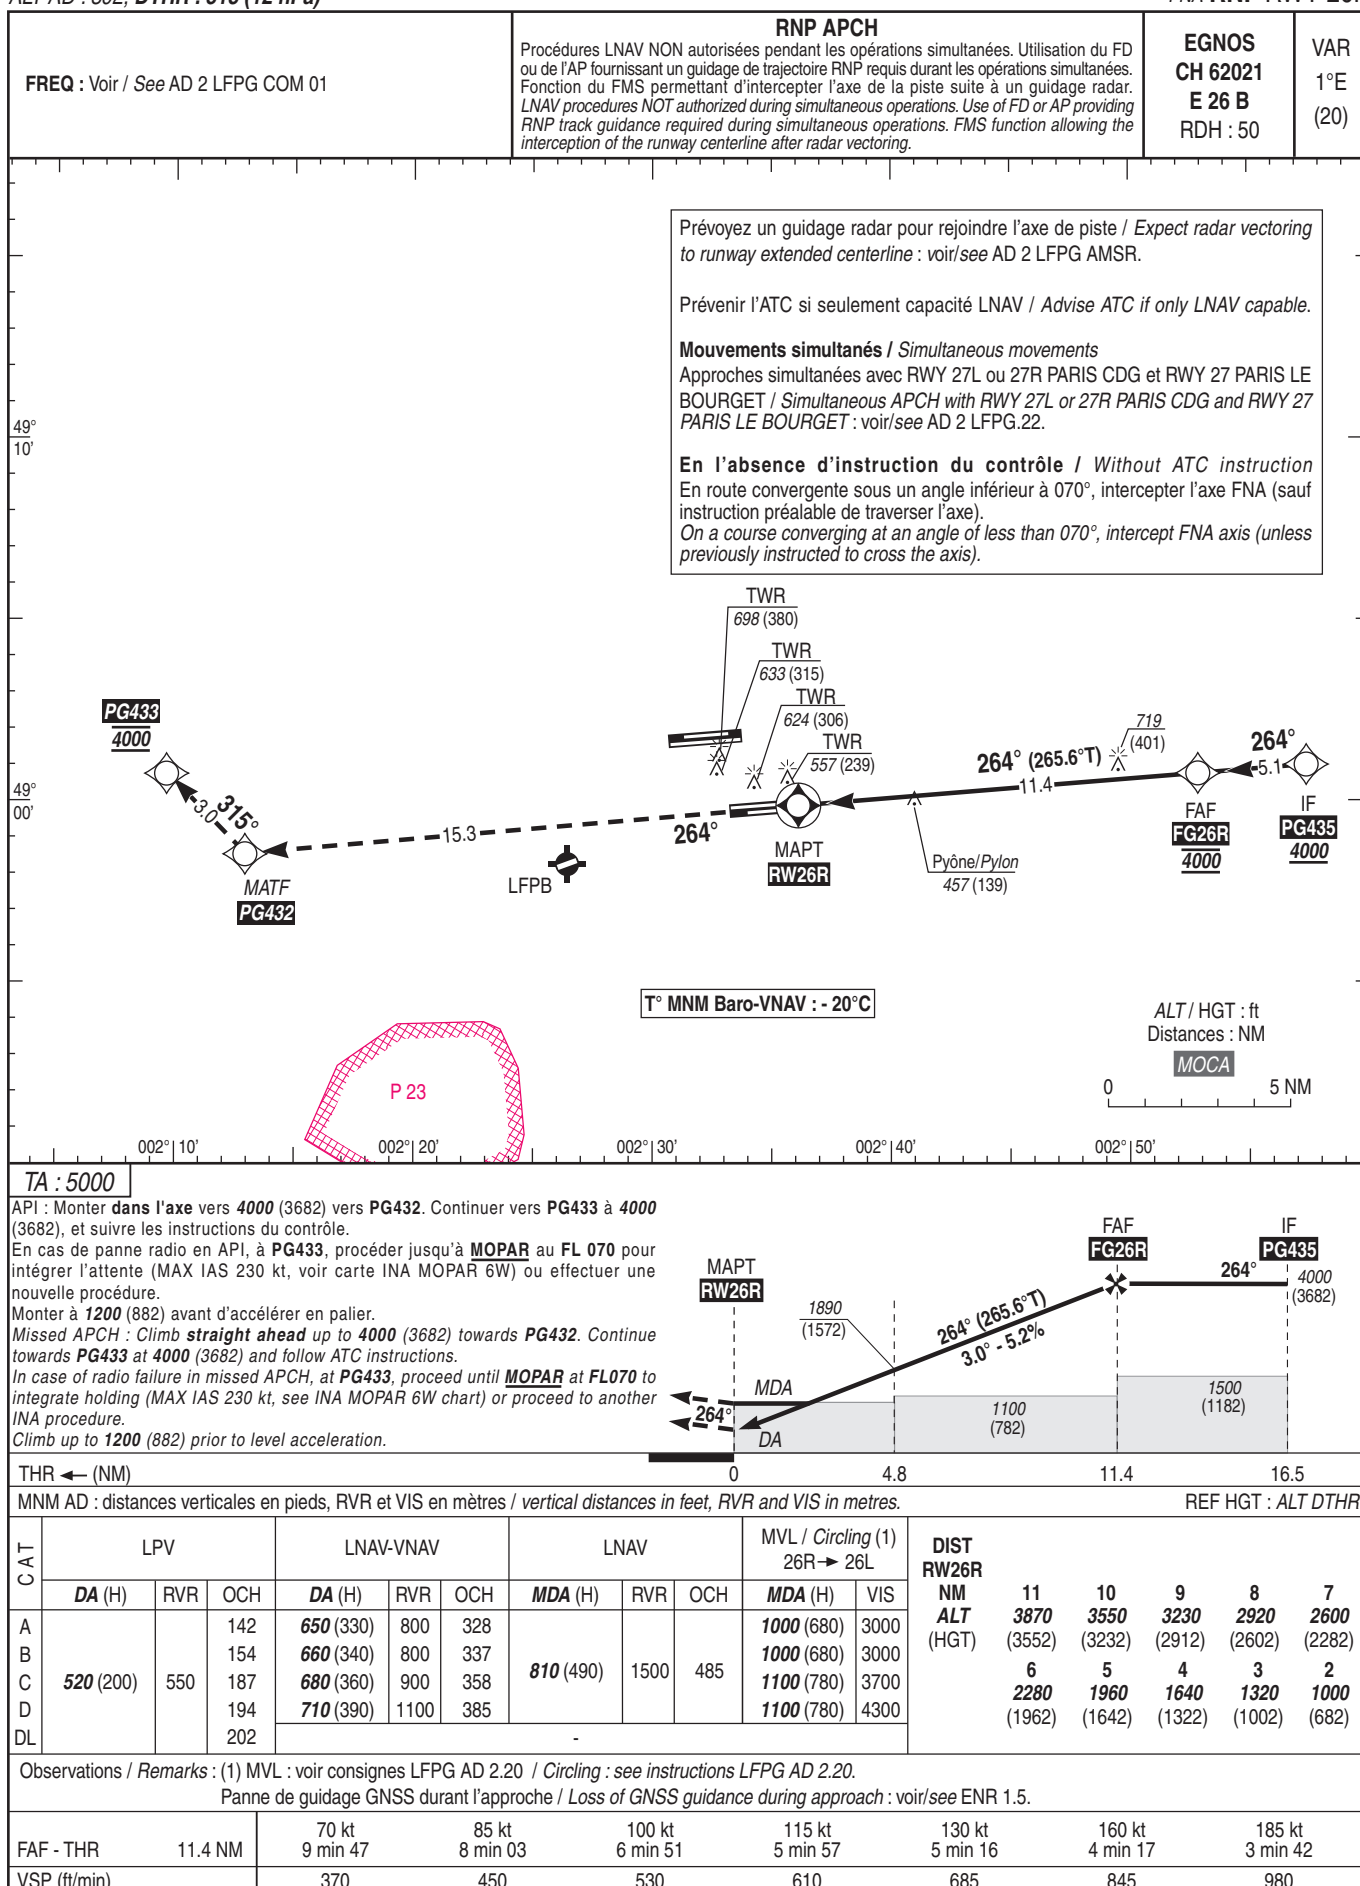 FREQ : Voir / See AD 2 LFPG COM 01
RNP APCH
Procédures LNAV NON autorisées pendant les opérations simultanées. Utilisation du FD
ou de l'AP fournissant un guidage de trajectoire RNP requis durant les opérations simultanées.
Fonction du FMS permettant d'intercepter l'axe de la piste suite à un guidage radar.
LNAV procedures NOT authorized during simultaneous operations. Use of FD or AP providing
RNP track guidance required during simultaneous operations. FMS function allowing the
interception of the runway centerline after radar vectoring.
EGNOS
CH 62021
E 26 B
RDH : 50
VAR
1°E
(20)
Prévoyez un guidage radar pour rejoindre l'axe de piste / Expect radar vectoring
to runway extended centerline : voir/see AD 2 LFPG AMSR.
Prévenir l'ATC si seulement capacité LNAV / Advise ATC if only LNAV capable.
Mouvements simultanés / Simultaneous movements
Approches simultanées avec RWY 27L ou 27R PARIS CDG et RWY 27 PARIS LE
BOURGET / Simultaneous APCH with RWY 27L or 27R PARIS CDG and RWY 27
PARIS LE BOURGET : voir/see AD 2 LFPG.22.
En l'absence d'instruction du contrôle / Without ATC instruction
En route convergente sous un angle inférieur à 070°, intercepter l'axe FNA (sauf
instruction préalable de traverser l'axe).
On a course converging at an angle of less than 070°, intercept FNA axis (unless
previously instructed to cross the axis).
49°
10'
TWR
698 (380)
TWR
633 (315)
TWR
624 (306)
TWR
557 (239)
719
(401)
PG433
4000
49°
00'
3.0
315°
15.3
264°
264° (265.6°T)
11.4
264°
5.1
MATF
PG432
LFPB
MAPT
RW26R
Pyône/Pylon
457 (139)
FAF
FG26R
4000
IF
PG435
4000
T° MNM Baro-VNAV : - 20°C
ALT / HGT : ft
Distances : NM
MOCA
0 5 NM
P 23
002° 10' 002° 20' 002° 30' 002° 40' 002° 50'
TA : 5000
API : Monter dans l'axe vers 4000 (3682) vers PG432. Continuer vers PG433 à 4000
(3682), et suivre les instructions du contrôle.
En cas de panne radio en API, à PG433, procéder jusqu'à MOPAR au FL 070 pour
intégrer l'attente (MAX IAS 230 kt, voir carte INA MOPAR 6W) ou effectuer une
nouvelle procédure.
Monter à 1200 (882) avant d'accélérer en palier.
Missed APCH : Climb straight ahead up to 4000 (3682) towards PG432. Continue
towards PG433 at 4000 (3682) and follow ATC instructions.
In case of radio failure in missed APCH, at PG433, proceed until MOPAR at FL070 to
integrate holding (MAX IAS 230 kt, see INA MOPAR 6W chart) or proceed to another
INA procedure.
Climb up to 1200 (882) prior to level acceleration.
MAPT
RW26R
FAF
FG26R
IF
PG435
264°
4000
(3682)
1890
(1572)
264° (265.6°T)
3.0° - 5.2%
MDA
264°
DA
1100
(782)
1500
(1182)
THR ← (NM) 0 4.8 11.4 16.5
MNM AD : distances verticales en pieds, RVR et VIS en mètres / vertical distances in feet, RVR and VIS in metres. REF HGT : ALT DTHR
CAT LPV LNAV-VNAV LNAV MVL / Circling (1)
26R → 26L
DA (H) RVR OCH DA (H) RVR OCH MDA (H) RVR OCH MDA (H) VIS
A 142 650 (330) 800 328 1000 (680) 3000
B 154 660 (340) 800 337 1000 (680) 3000
C 520 (200) 550 187 680 (360) 900 358 810 (490) 1500 485 1100 (780) 3700
D 194 710 (390) 1100 385 1100 (780) 4300
DL 202 -
DIST
RW26R
NM 11 10 9 8 7
ALT 3870 3550 3230 2920 2600
(HGT) (3552) (3232) (2912) (2602) (2282)
6 5 4 3 2
2280 1960 1640 1320 1000
(1962) (1642) (1322) (1002) (682)
Observations / Remarks : (1) MVL : voir consignes LFPG AD 2.20 / Circling : see instructions LFPG AD 2.20.
Panne de guidage GNSS durant l'approche / Loss of GNSS guidance during approach : voir/see ENR 1.5.
70 kt 85 kt 100 kt 115 kt 130 kt 160 kt 185 kt
FAF - THR 11.4 NM 9 min 47 8 min 03 6 min 51 5 min 57 5 min 16 4 min 17 3 min 42
VSP (ft/min) 370 450 530 610 685 845 980